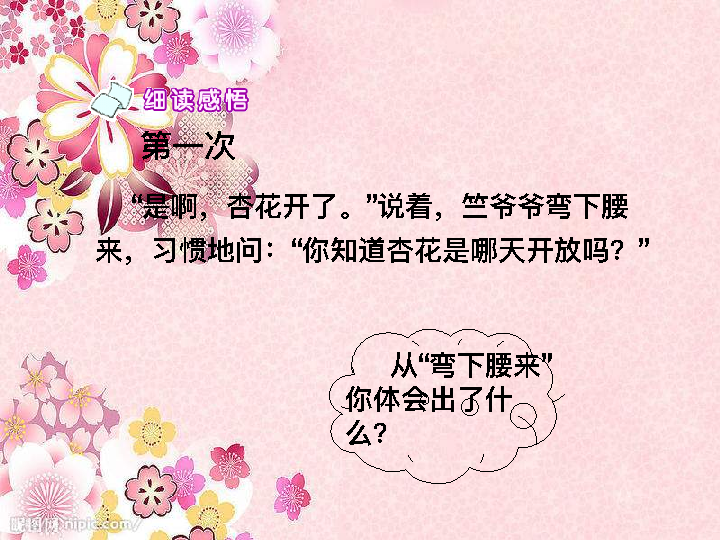 细读感悟
第一次
“是啊，杏花开了。”说着，竺爷爷弯下腰
来，习惯地问：“你知道杏花是哪天开放吗？”
从“弯下腰来”
你体会出了什
么？
昵图网 nipic.com/